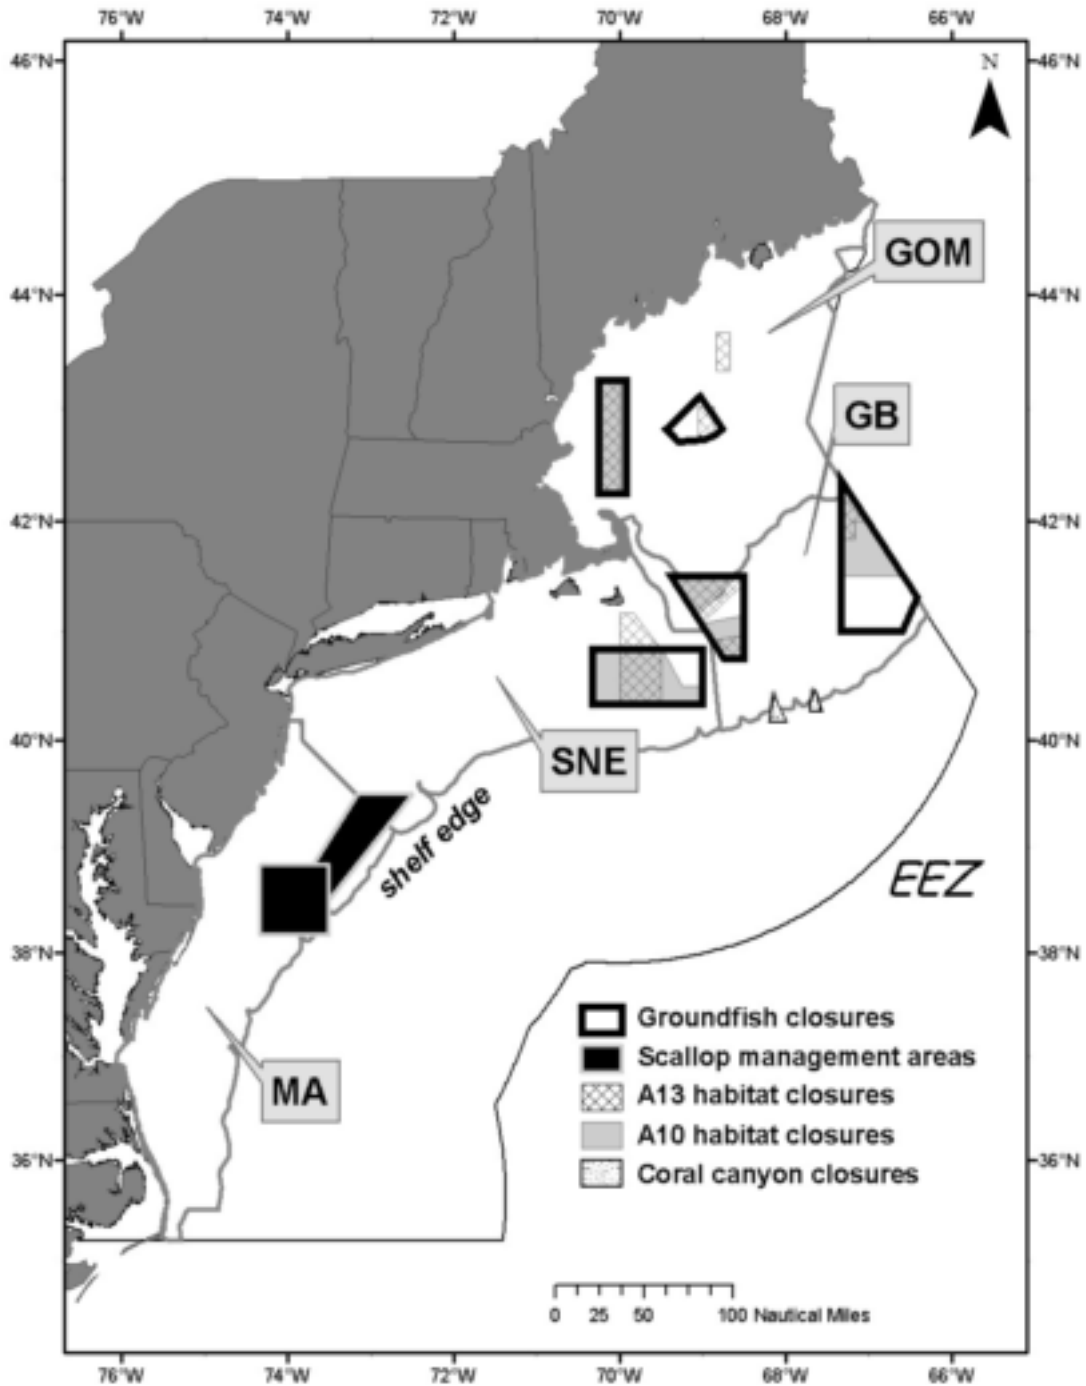 76°W 74°W 72°W 70°W 68°W 66°W
46°N 46°N
N
GOM
44°N 44°N
GB
42°N 42°N
40°N 40°N
SNE
shelf edge
EEZ
38°N 38°N
Groundfish closures
Scallop management areas
MA
A13 habitat closures
A10 habitat closures
36°N 36°N
Coral canyon closures
0 25 50 100 Nautical Miles
76°W 74°W 72°W 70°W 68°W 66°W